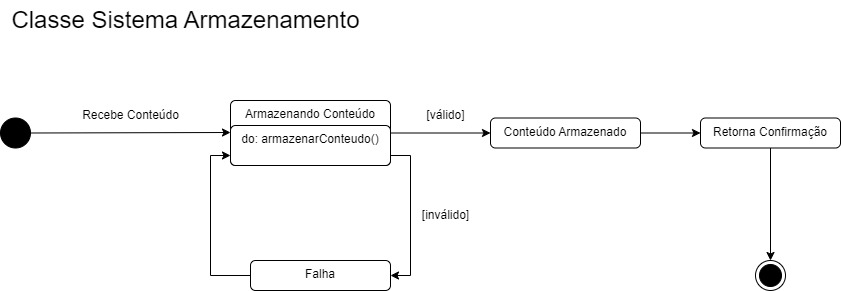 Classe Sistema Armazenamento
Recebe Conteúdo
Armazenando Conteúdo
do: armazenarConteudo()
[válido]
Conteúdo Armazenado
Retorna Confirmação
[inválido]
Falha